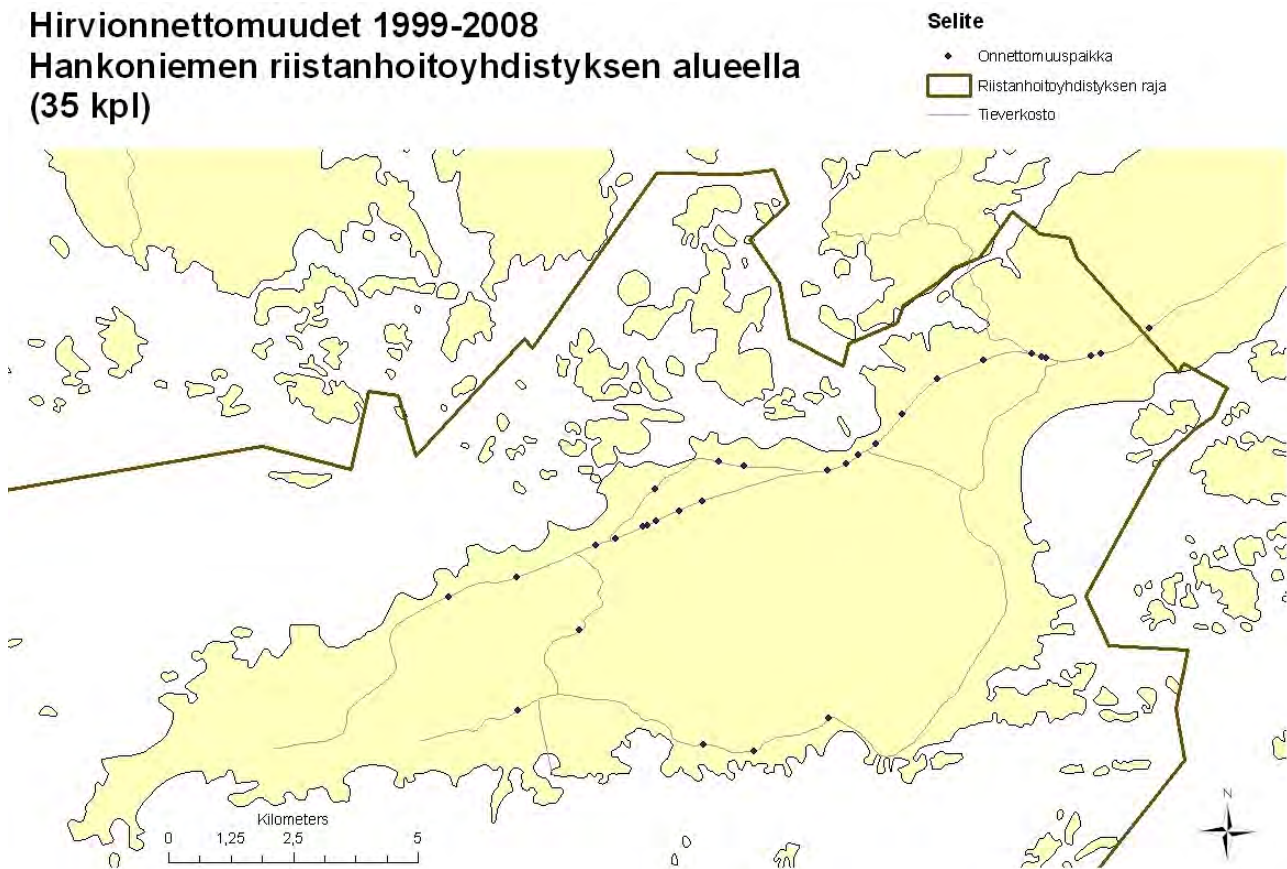 Hirvionnettomuudet 1999-2008
Hankoniemen riistanhoitoyhdistyksen alueella
(35 kpl)
Selite
Onnettomuuspaikka
Riistanhoitoyhdistyksen raja
Tieverkosto
Kilometers
0 1,25 2,5 5
N